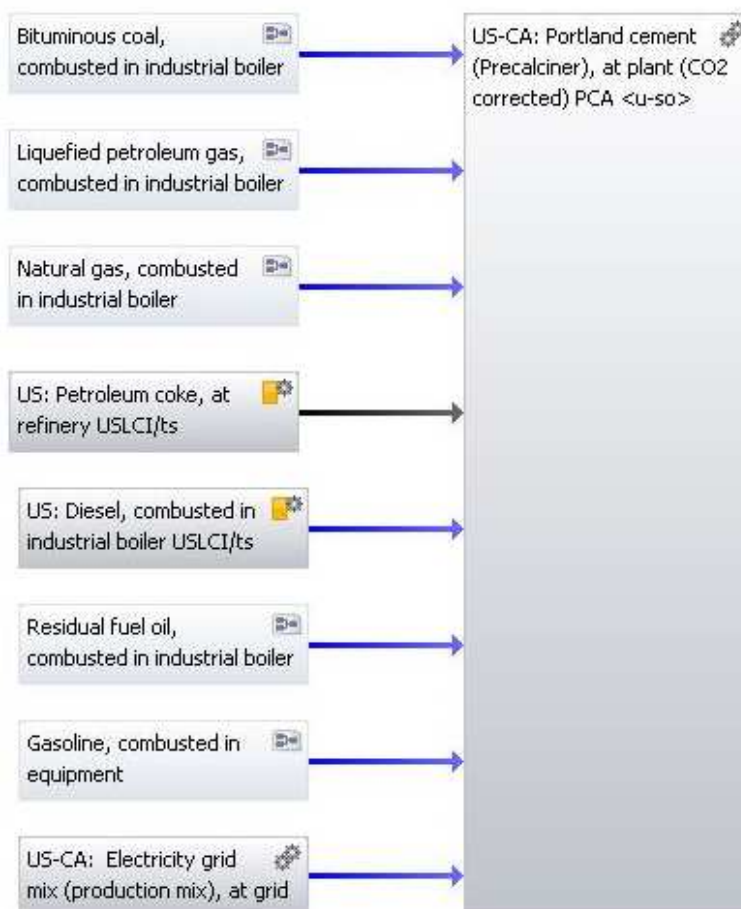 Bituminous coal,
combusted in industrial boiler
US-CA: Portland cement
(Precalciner), at plant (CO2
corrected) PCA <u-so>
Liquefied petroleum gas,
combusted in industrial boiler
Natural gas, combusted
in industrial boiler
US: Petroleum coke, at
refinery USLCI/ts
US: Diesel, combusted in
industrial boiler USLCI/ts
Residual fuel oil,
combusted in industrial boiler
Gasoline, combusted in
equipment
US-CA: Electricity grid
mix (production mix), at grid